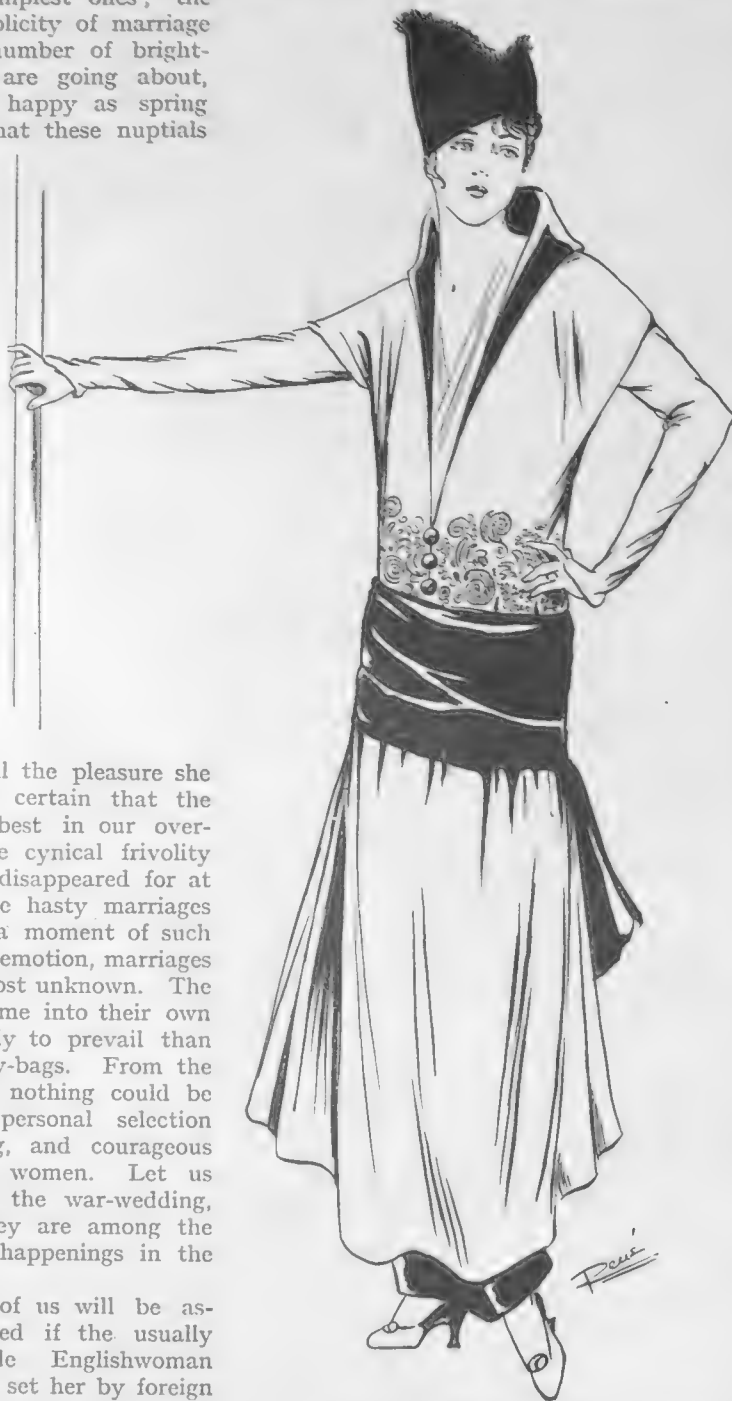 simplest ones, the
plicity of marriage
number of bright-
are going about,
happy as spring
hat these nuptials
l the pleasure she
certain that the
best in our over-
e cynical frivolity
disappeared for at
e hasty marriages
a moment of such
emotion, marriages
ost unknown. The
me into their own
y to prevail than
y-bags. From the
nothing could be
personal selection
g, and courageous
women. Let us
the war-wedding,
ey are among the
happenings in the
of us will be as-
ed if the usually
le Englishwoman
set her by foreign
René